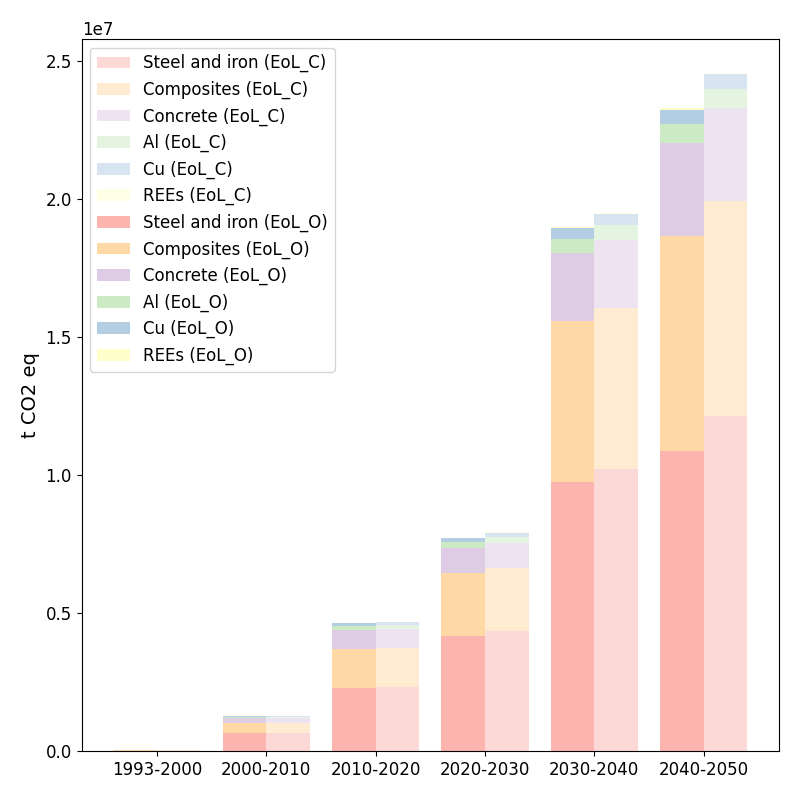 1e7
2.5
2.0
1.5
1.0
0.5
0.0
t CO2 eq
Steel and iron (EoL_C)
Composites (EoL_C)
Concrete (EoL_C)
Al (EoL_C)
Cu (EoL_C)
REEs (EoL_C)
Steel and iron (EoL_O)
Composites (EoL_O)
Concrete (EoL_O)
Al (EoL_O)
Cu (EoL_O)
REEs (EoL_O)
1993-2000
2000-2010
2010-2020
2020-2030
2030-2040
2040-2050